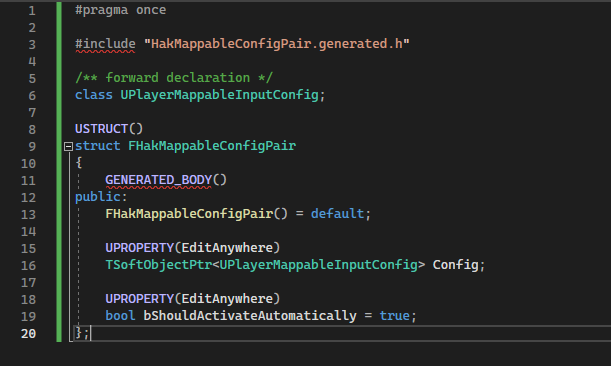 1 #pragma once
2
3 #include "HakMappableConfigPair.generated.h"
4
5 /** forward declaration */
6 class UPlayerMappableInputConfig;
7
8 USTRUCT()
9 struct FHakMappableConfigPair
10 {
11 GENERATED_BODY()
12 public:
13 FHakMappableConfigPair() = default;
14
15 UPROPERTY(EditAnywhere)
16 TSoftObjectPtr<UPlayerMappableInputConfig> Config;
17
18 UPROPERTY(EditAnywhere)
19 bool bShouldActivateAutomatically = true;
20 };